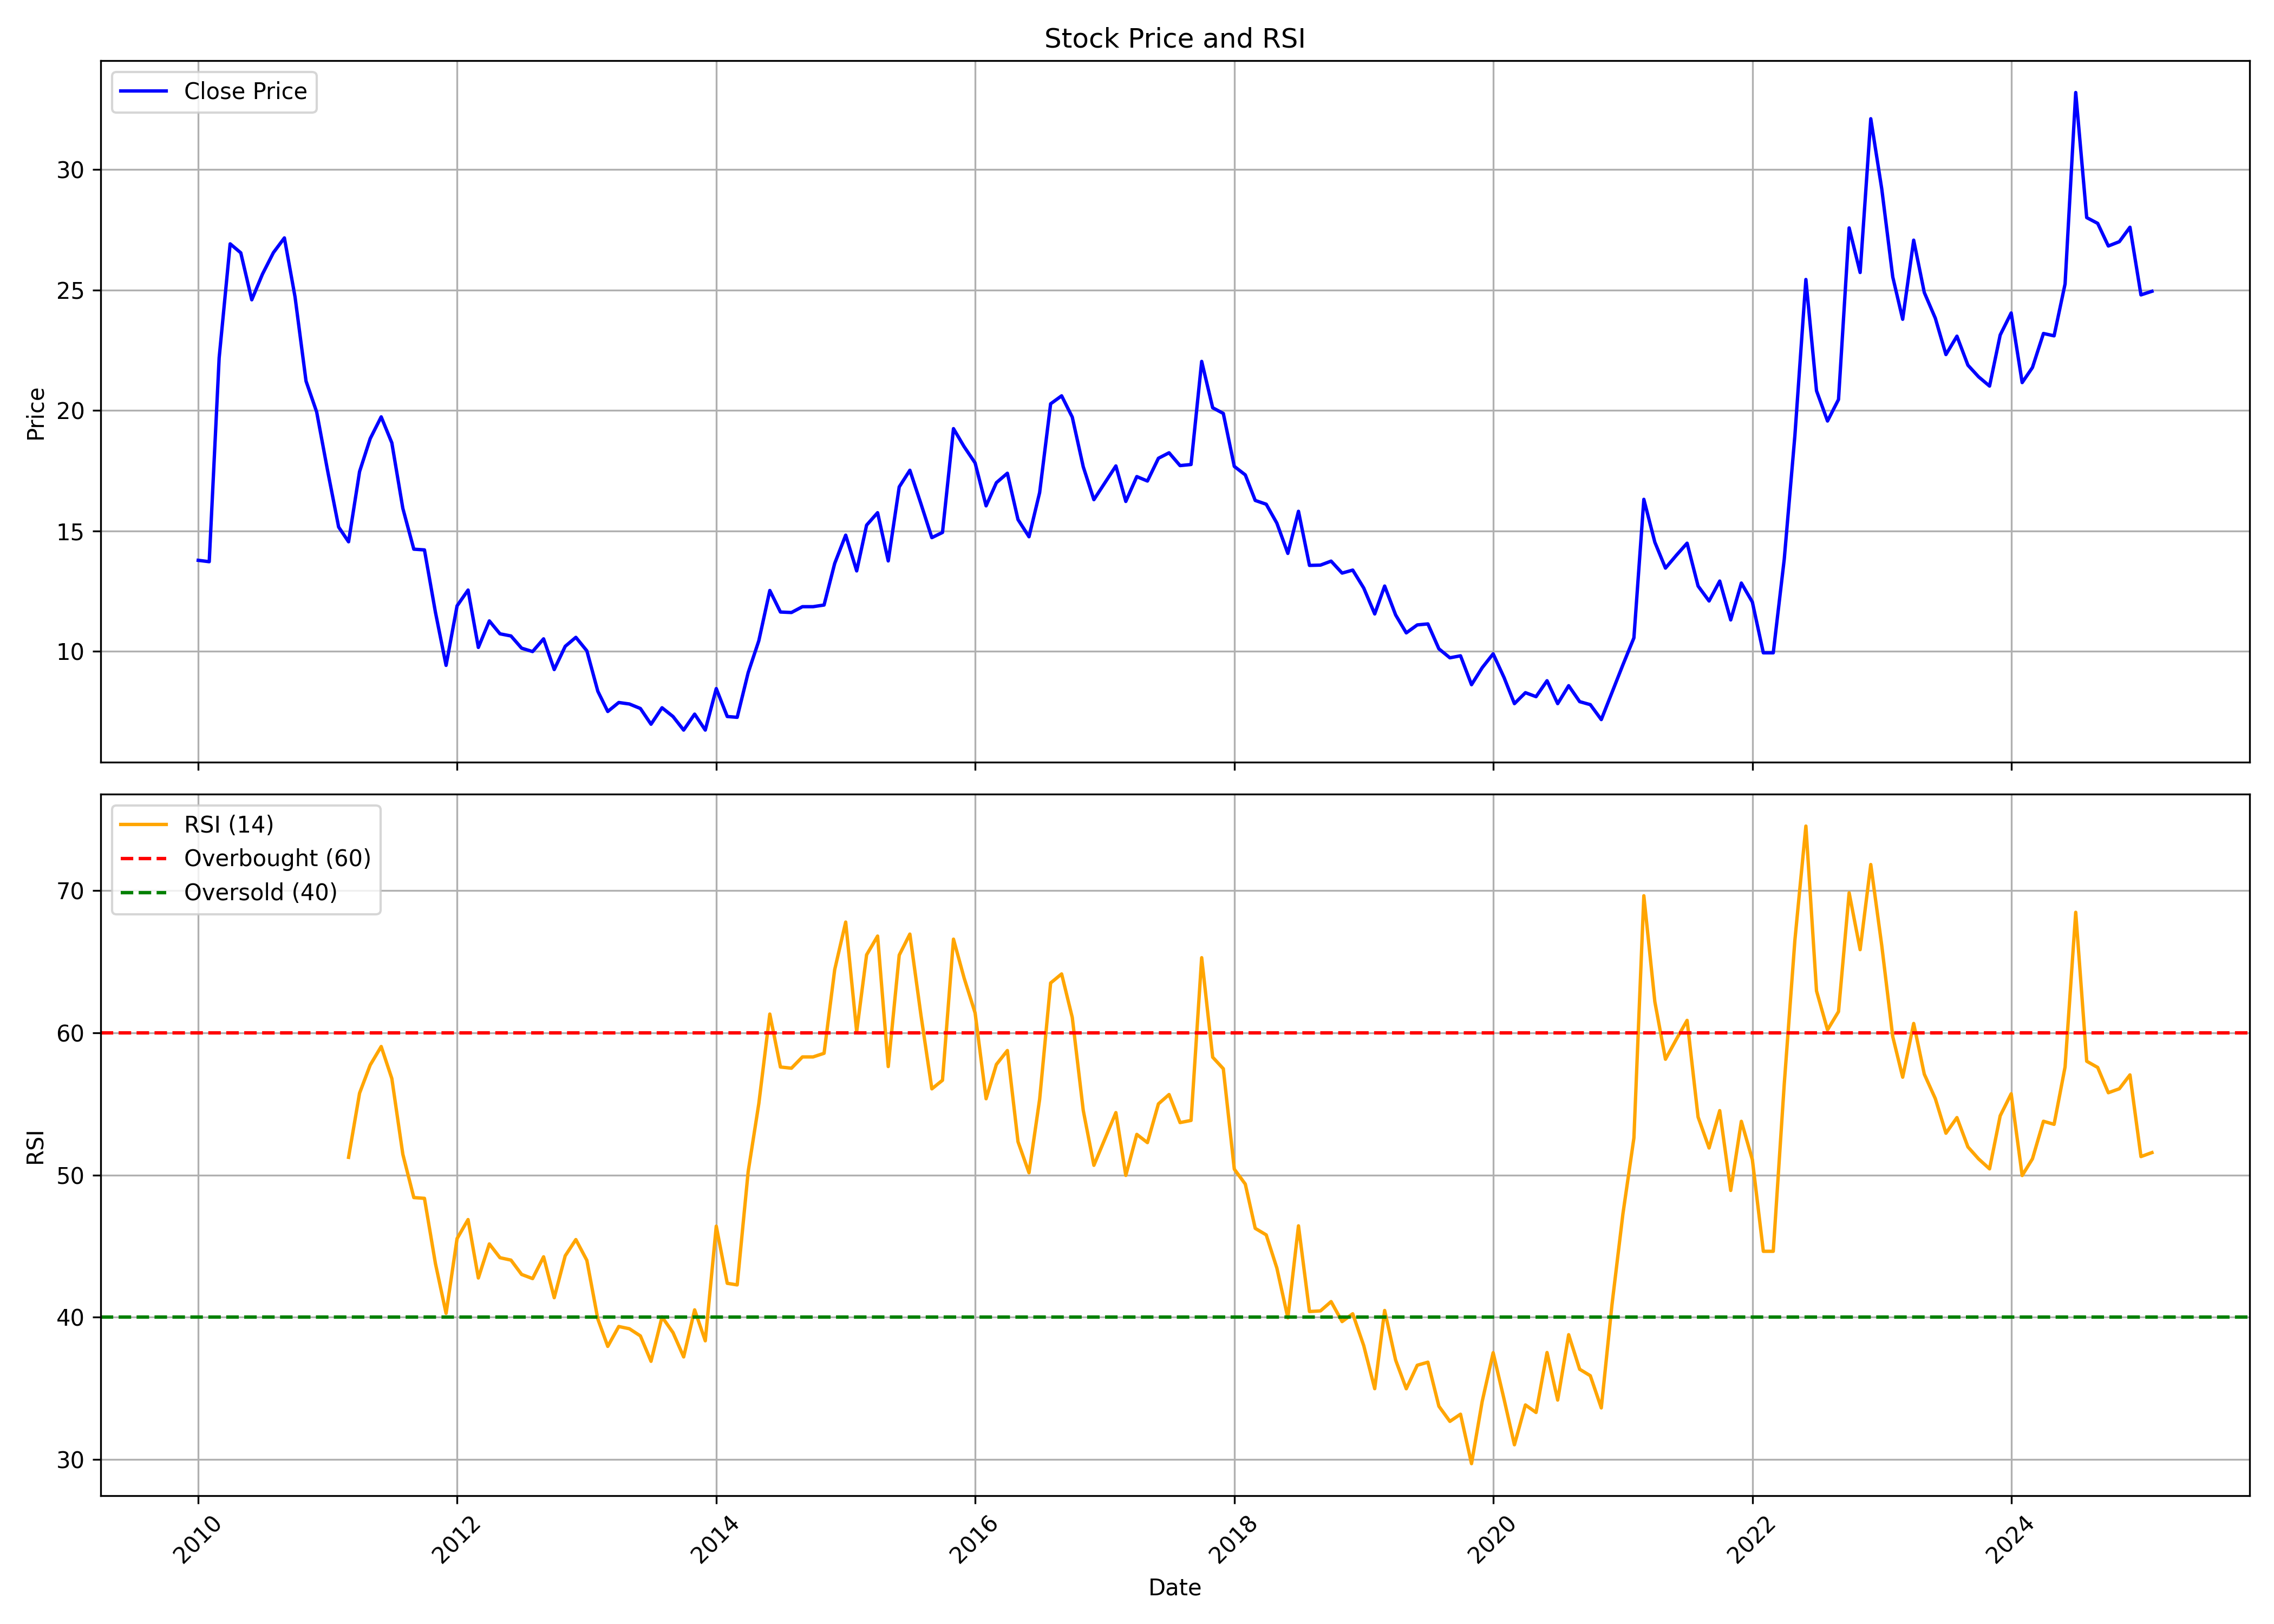 Stock Price and RSI
Close Price
Price
30
25
20
15
10
RSI (14)
Overbought (60)
Oversold (40)
RSI
70
60
50
40
30
2010
2012
2014
2016
2018
2020
2022
2024
Date